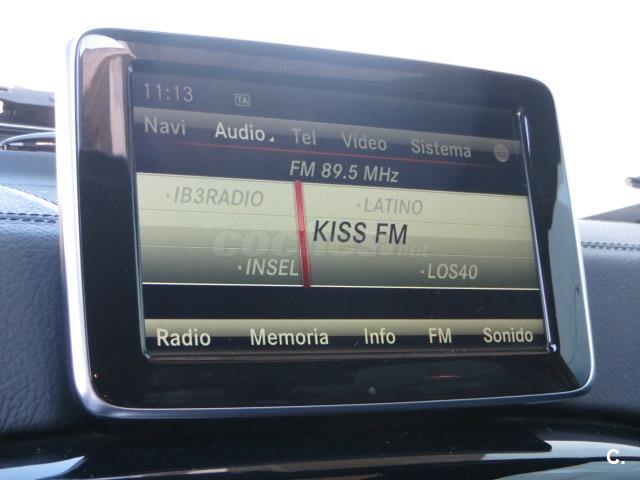 11:13 TA
Navi Audio Tel Vídeo Sistema
FM 89.5 MHz
·IB3RADIO ·LATINO
KISS FM
·INSEL ·LOS40
Radio Memoria Info FM Sonido
C.